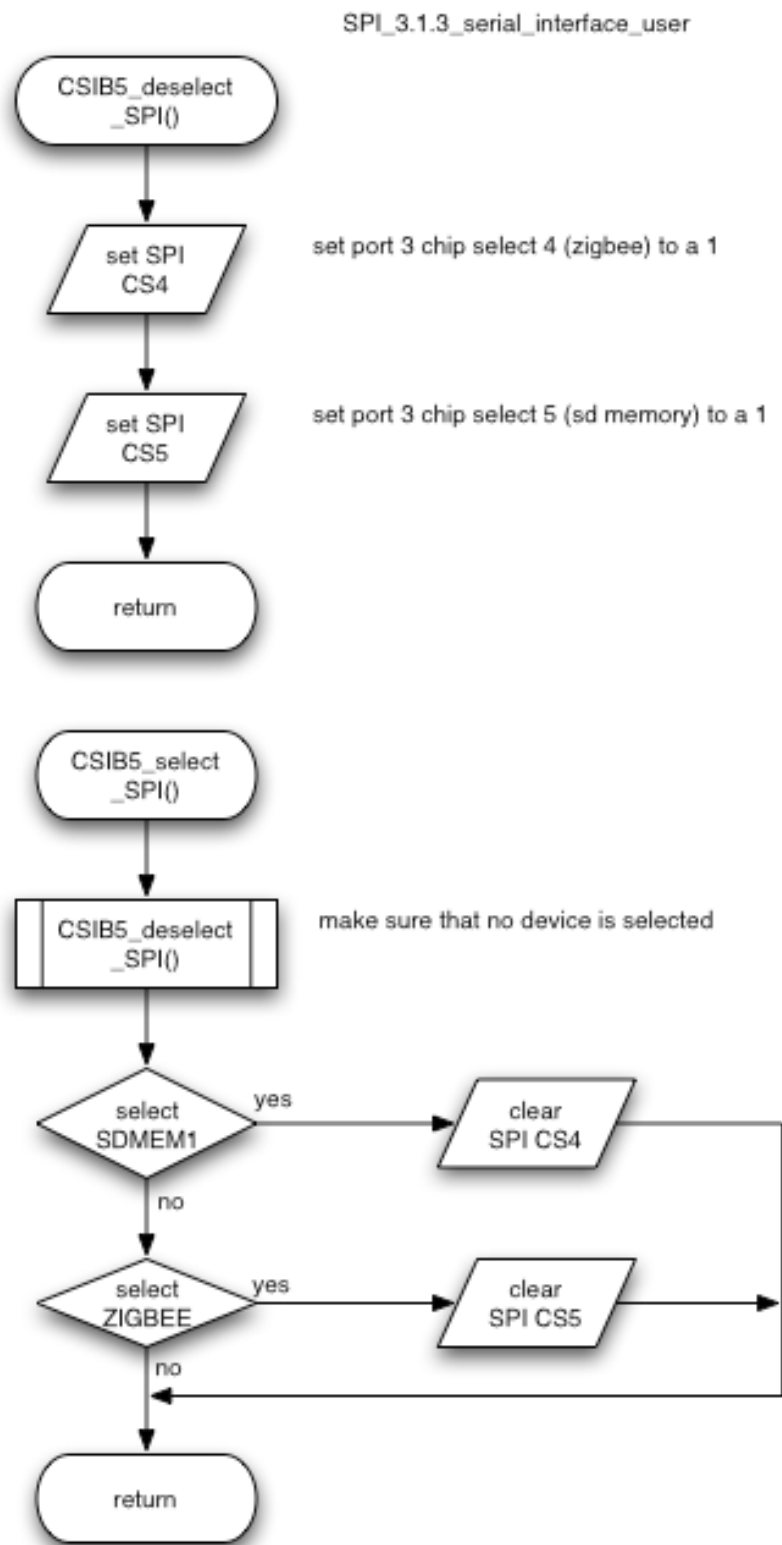 SPI_3.1.3_serial_interface_user
CSIB5_deselect
_SPI()
set SPI
CS4
set port 3 chip select 4 (zigbee) to a 1
set SPI
CS5
set port 3 chip select 5 (sd memory) to a 1
return
CSIB5_select
_SPI()
CSIB5_deselect
_SPI()
make sure that no device is selected
select
SDMEM1
yes
clear
SPI CS4
no
select
ZIGBEE
yes
clear
SPI CS5
no
return